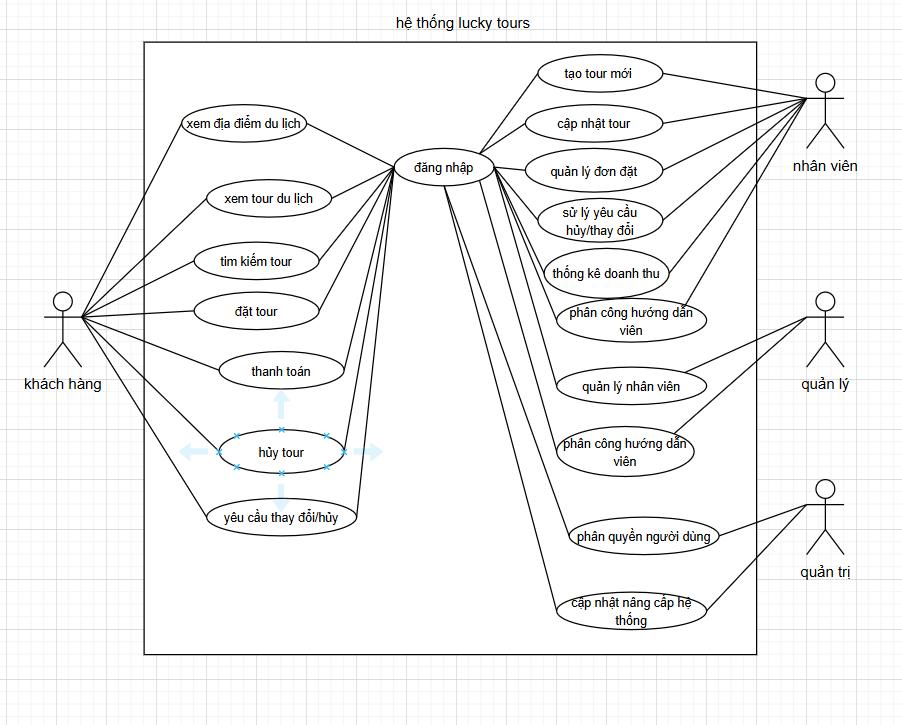 hệ thống lucky tours
xem địa điểm du lịch
xem tour du lịch
tim kiếm tour
đặt tour
thanh toán
hủy tour
yêu cầu thay đổi/hủy
khách hàng
đăng nhập
tạo tour mới
cập nhật tour
quản lý đơn đặt
sử lý yêu cầu
hủy/thay đổi
thống kê doanh thu
phân công hướng dẫn
viên
quản lý nhân viên
phân công hướng dẫn
viên
phân quyền người dùng
cập nhật nâng cấp hệ
thống
nhân viên
quản lý
quản trị